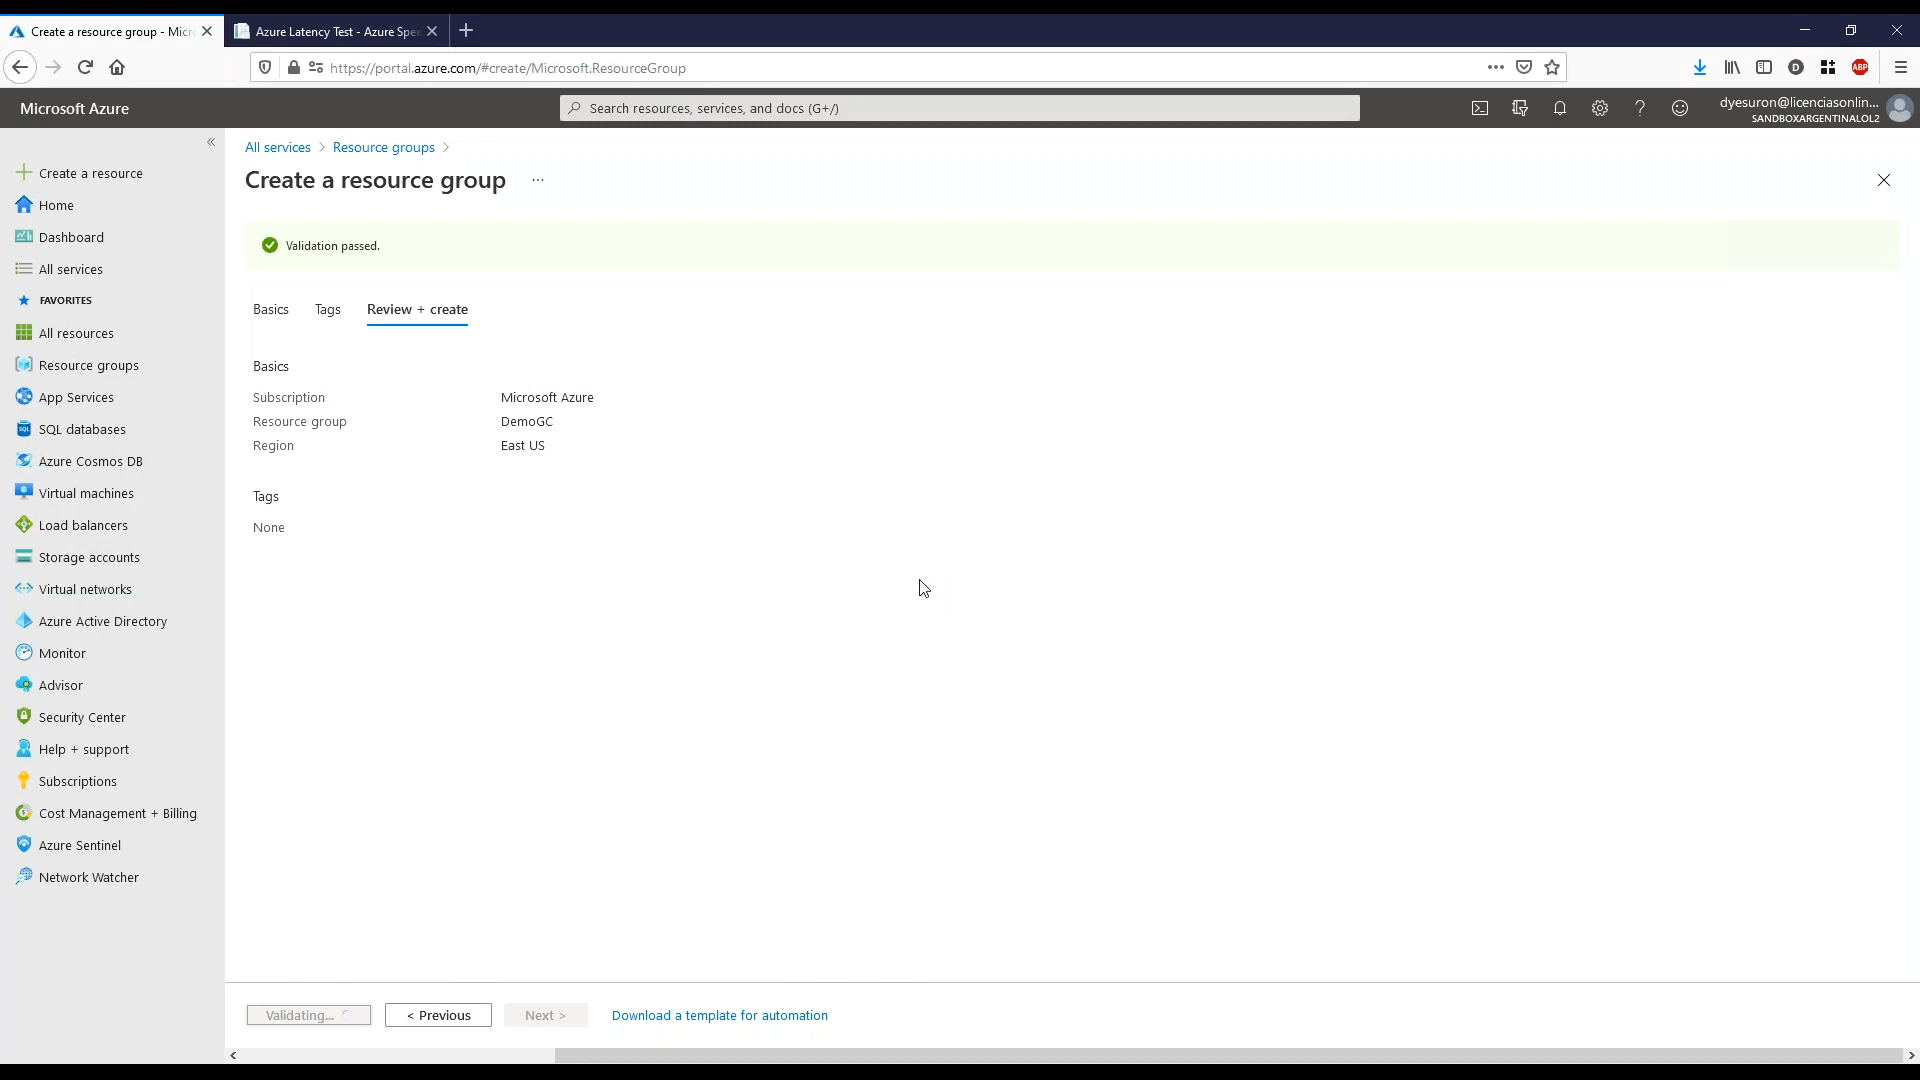 Create a resource group - Micr
Azure Latency Test - Azure Spee
https://portal.azure.com/#create/Microsoft.ResourceGroup
D
ABP
Microsoft Azure
Search resources, services, and docs (G+/)
dyesuron@licenciasonlin...
SANDBOXARGENTINALOL2
All services > Resource groups >
Create a resource group ...
Create a resource
Home
Dashboard
All services
FAVORITES
All resources
Resource groups
App Services
SQL databases
Azure Cosmos DB
Virtual machines
Load balancers
Storage accounts
Virtual networks
Azure Active Directory
Monitor
Advisor
Security Center
Help + support
Subscriptions
Cost Management + Billing
Azure Sentinel
Network Watcher
Validation passed.
Basics Tags Review + create
Basics
Subscription Microsoft Azure
Resource group DemoGC
Region East US
Tags
None
Validating... < Previous Next > Download a template for automation